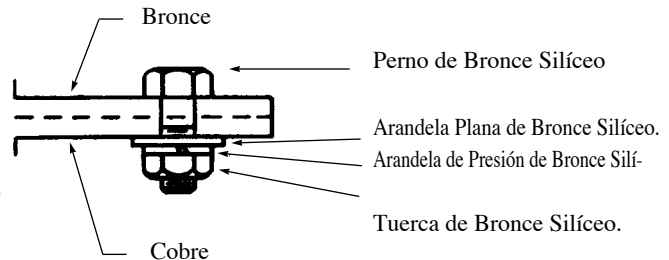 Bronce
Perno de Bronce Silíceo
Arandela Plana de Bronce Silíceo.
Arandela de Presión de Bronce Silí-
Tuerca de Bronce Silíceo.
Cobre